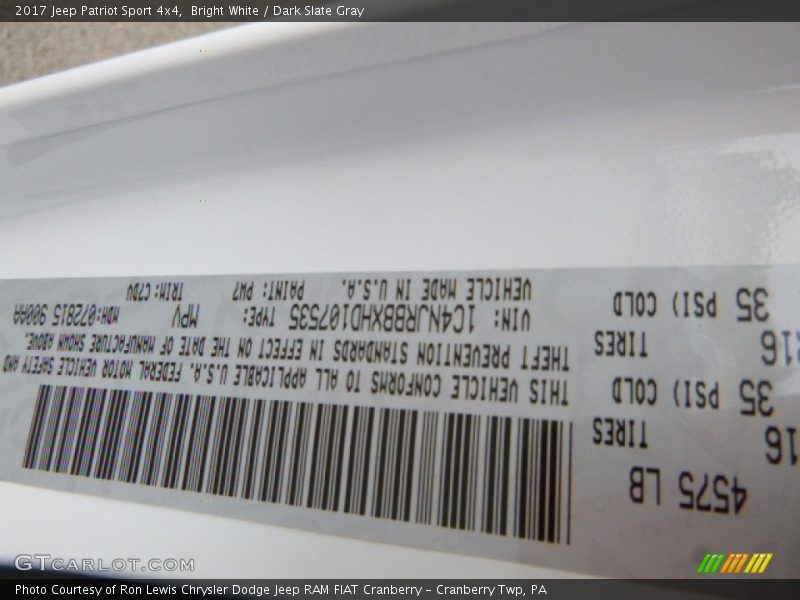 2017 Jeep Patriot Sport 4x4, Bright White / Dark Slate Gray
4575 LB
16 TIRES
35 PSI) COLD
R16 TIRES
35 PSI) COLD
THIS VEHICLE CONFORMS TO ALL APPLICABLE U.S.A. FEDERAL MOTOR VEHICLE SAFETY AND
THEFT PREVENTION STANDARDS IN EFFECT ON THE DATE OF MANUFACTURE SHOWN ABOVE.
VIN: 1C4NJRBBXHD107535 TYPE: MPV MDH:072815 900AA
VEHICLE MADE IN U.S.A. PAINT: PW7 TRIM: C7DV
GTCARLOT.COM
Photo Courtesy of Ron Lewis Chrysler Dodge Jeep RAM FIAT Cranberry - Cranberry Twp, PA